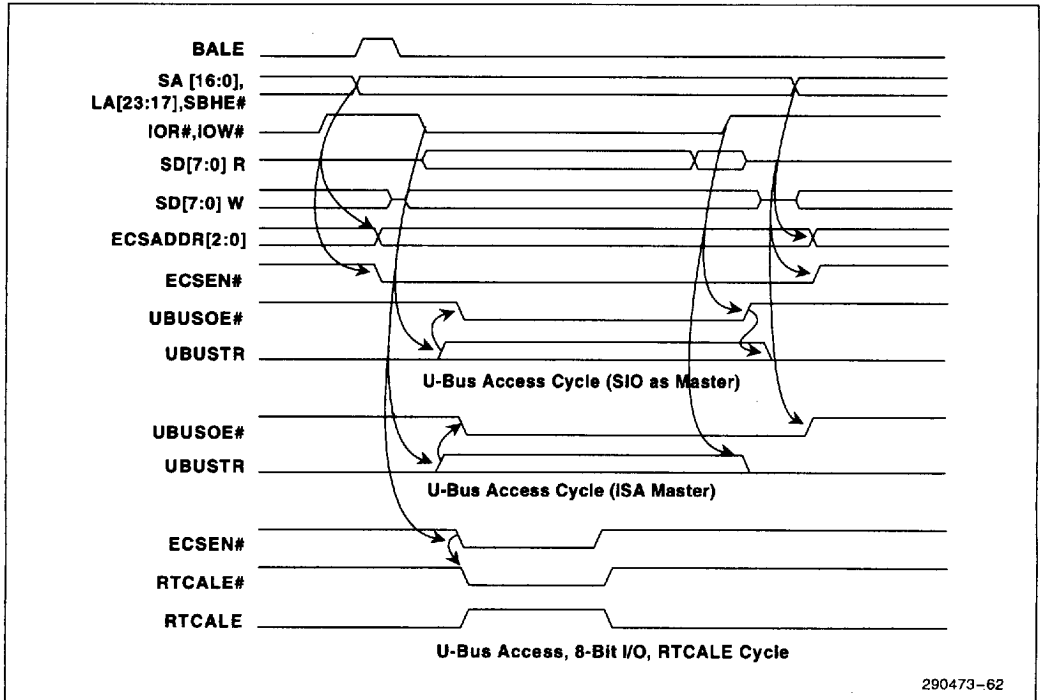 BALE
SA [16:0],
LA[23:17],SBHE#
IOR#,IOW#
SD[7:0] R
SD[7:0] W
ECSADDR[2:0]
ECSEN#
UBUSOE#
UBUSTR
U-Bus Access Cycle (SIO as Master)
UBUSOE#
UBUSTR
U-Bus Access Cycle (ISA Master)
ECSEN#
RTCALE#
RTCALE
U-Bus Access, 8-Bit I/O, RTCALE Cycle
290473-62